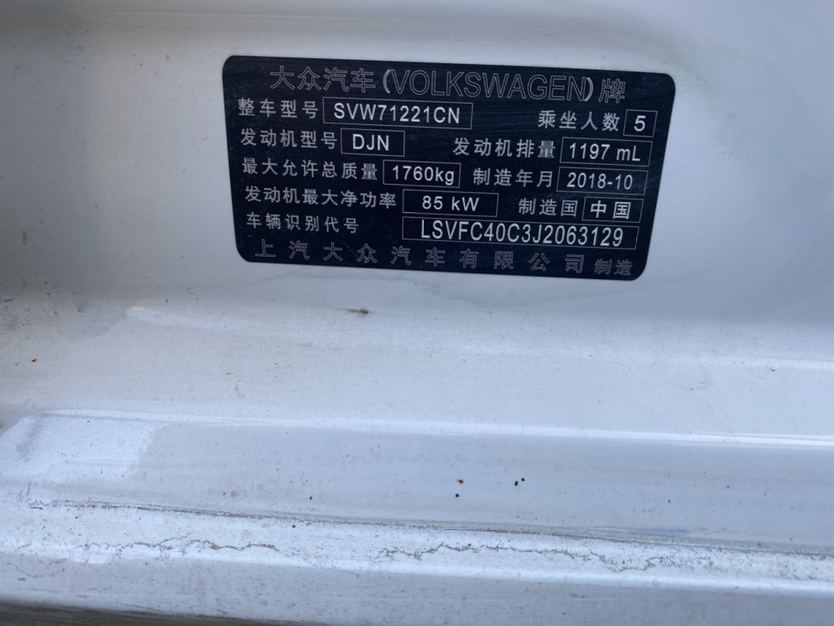 大众汽车(VOLKSWAGEN)牌
整车型号 SVW71221CN 乘坐人数 5
发动机型号 DJN 发动机排量 1197 mL
最大允许总质量 1760kg 制造年月 2018-10
发动机最大净功率 85 kW 制造国 中国
车辆识别代号 LSVFC40C3J2063129
上汽大众汽车有限公司 制造